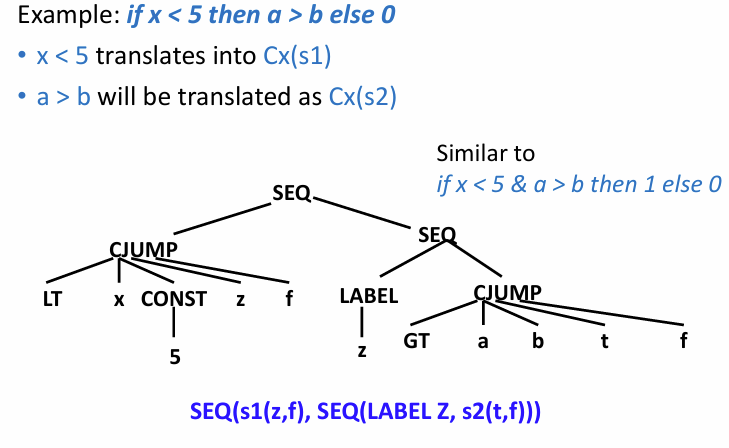 Example: if x < 5 then a > b else 0
• x < 5 translates into Cx(s1)
• a > b will be translated as Cx(s2)
Similar to
if x < 5 & a > b then 1 else 0
SEQ
SEQ
CJUMP
LT x CONST z f LABEL CJUMP
5 z GT a b t f
SEQ(s1(z,f), SEQ(LABEL Z, s2(t,f)))